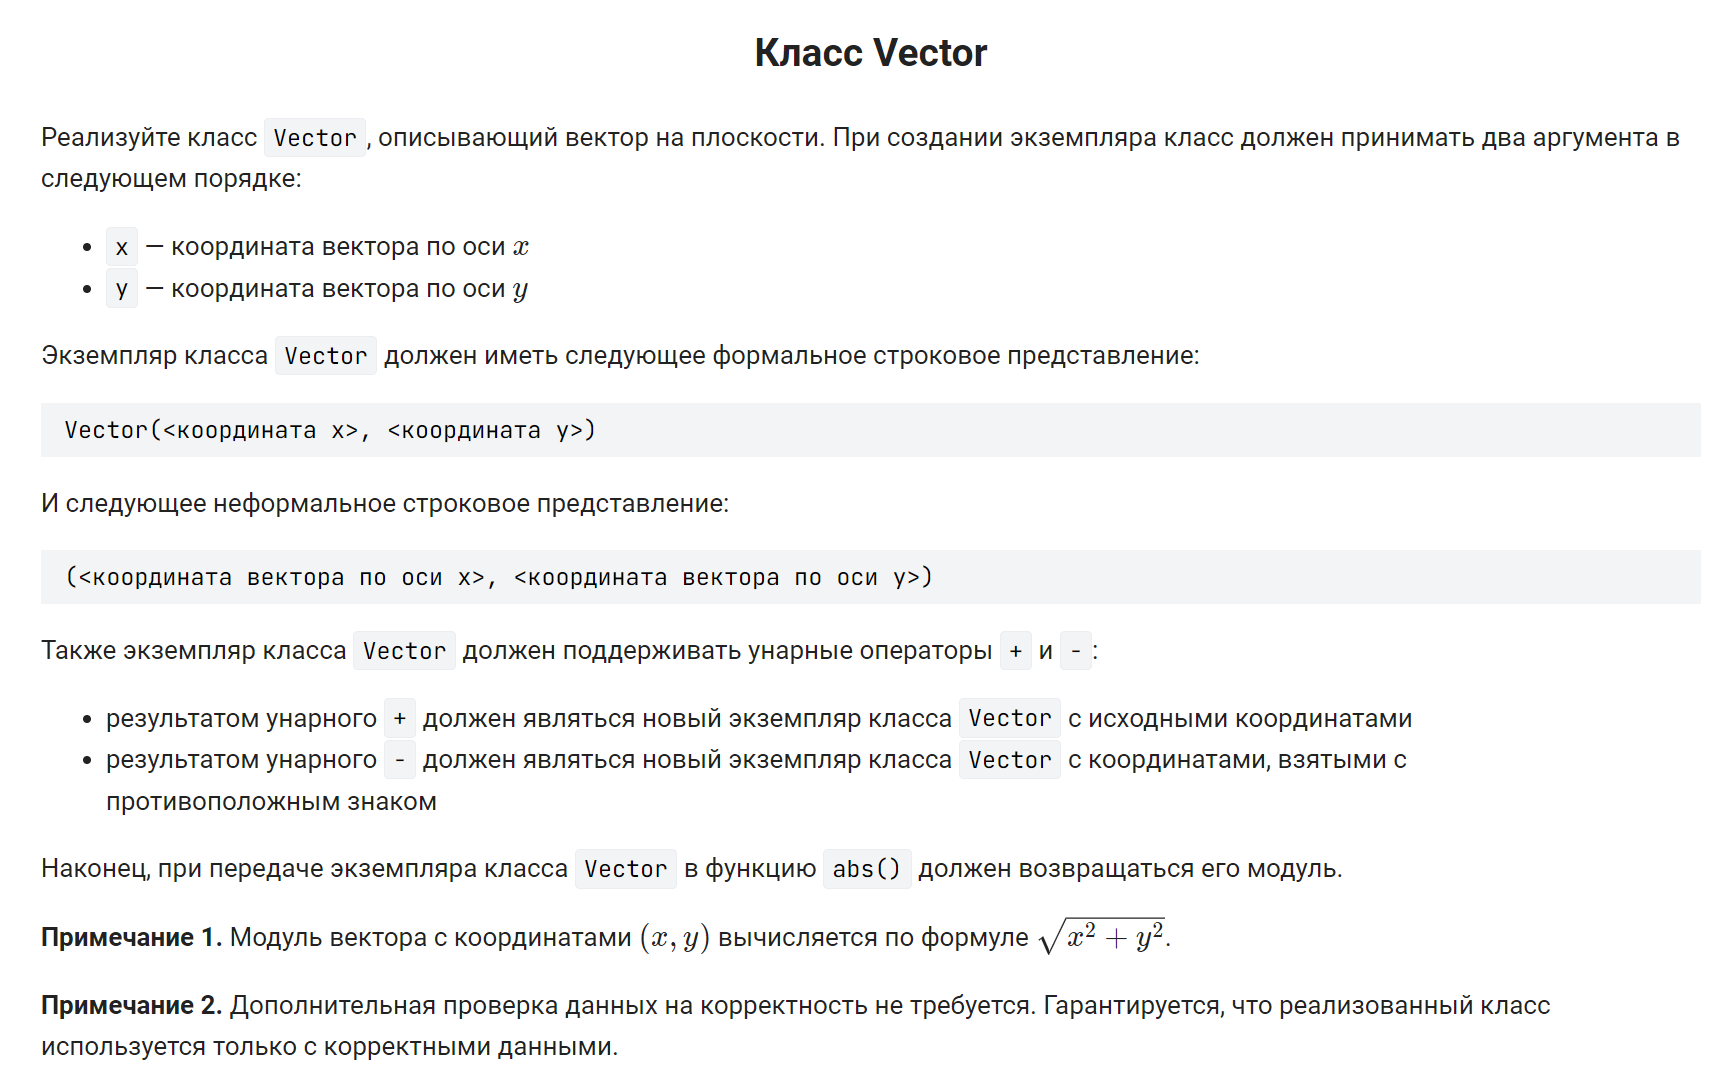 Класс Vector
Реализуйте класс Vector, описывающий вектор на плоскости. При создании экземпляра класс должен принимать два аргумента в
следующем порядке:
• x — координата вектора по оси x
• y — координата вектора по оси y
Экземпляр класса Vector должен иметь следующее формальное строковое представление:
Vector(<координата x>, <координата y>)
И следующее неформальное строковое представление:
(<координата вектора по оси x>, <координата вектора по оси y>)
Также экземпляр класса Vector должен поддерживать унарные операторы + и -:
• результатом унарного + должен являться новый экземпляр класса Vector с исходными координатами
• результатом унарного - должен являться новый экземпляр класса Vector с координатами, взятыми с
противоположным знаком
Наконец, при передаче экземпляра класса Vector в функцию abs() должен возвращаться его модуль.
Примечание 1. Модуль вектора с координатами (x, y) вычисляется по формуле √(x² + y²).
Примечание 2. Дополнительная проверка данных на корректность не требуется. Гарантируется, что реализованный класс
используется только с корректными данными.